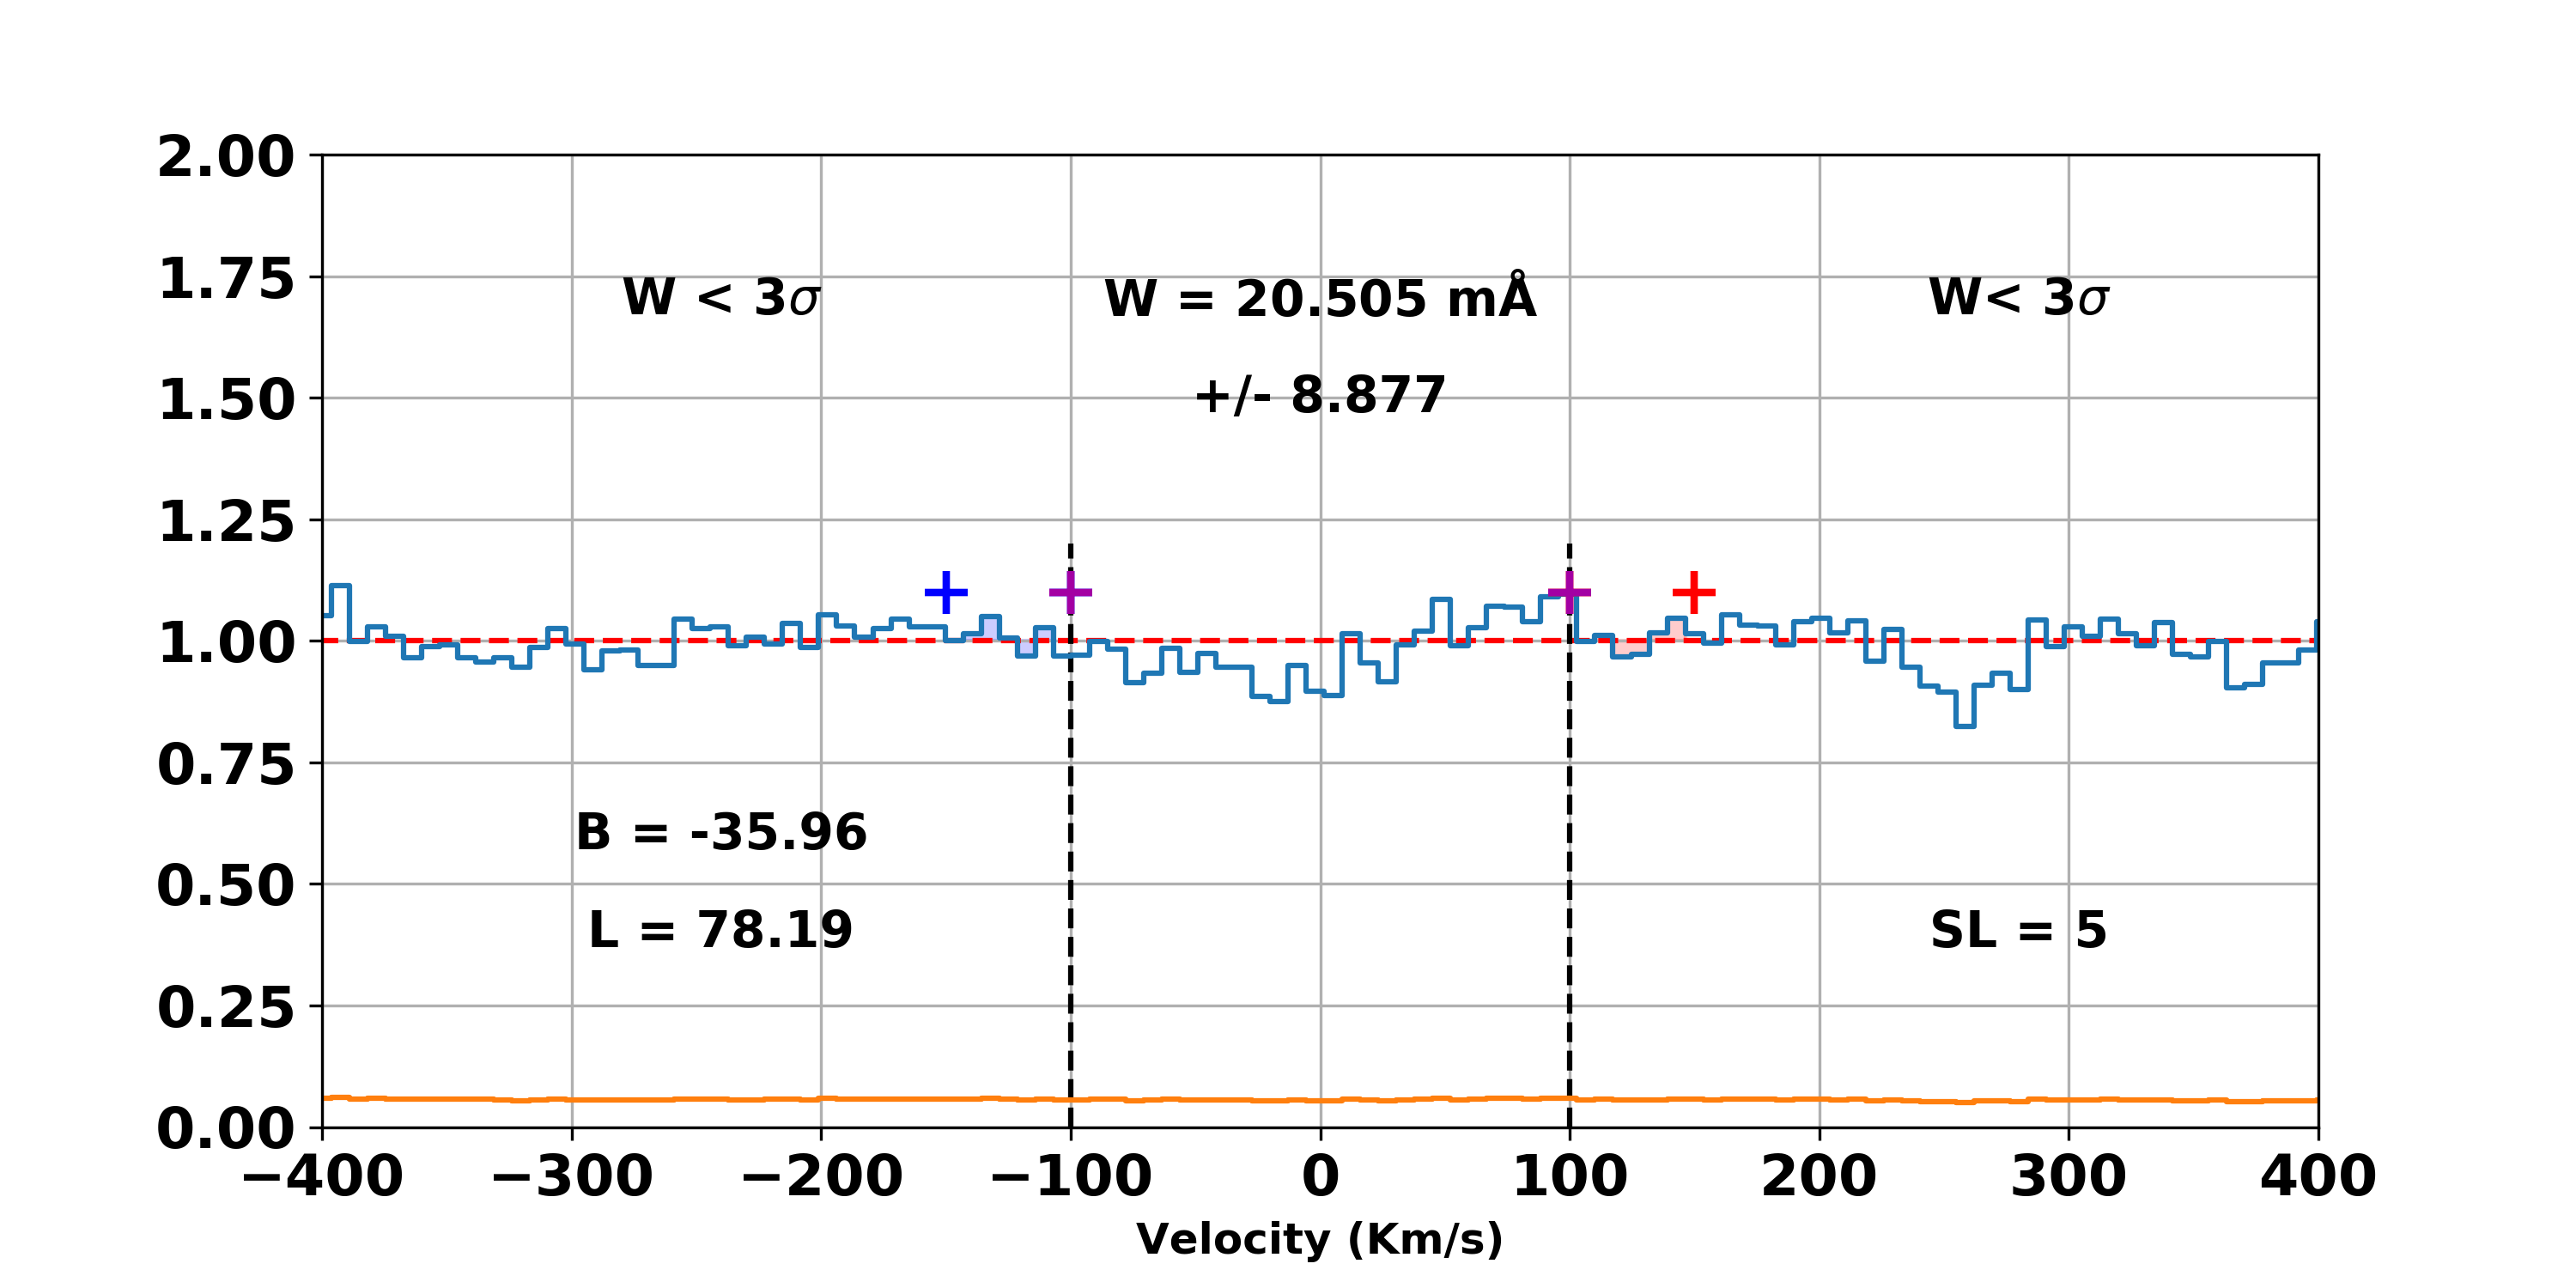 2.00
1.75
1.50
1.25
1.00
0.75
0.50
0.25
0.00
W < 3σ
W = 20.505 mÅ
+/- 8.877
W< 3σ
B = -35.96
L = 78.19
SL = 5
−400 −300 −200 −100 0 100 200 300 400
Velocity (Km/s)